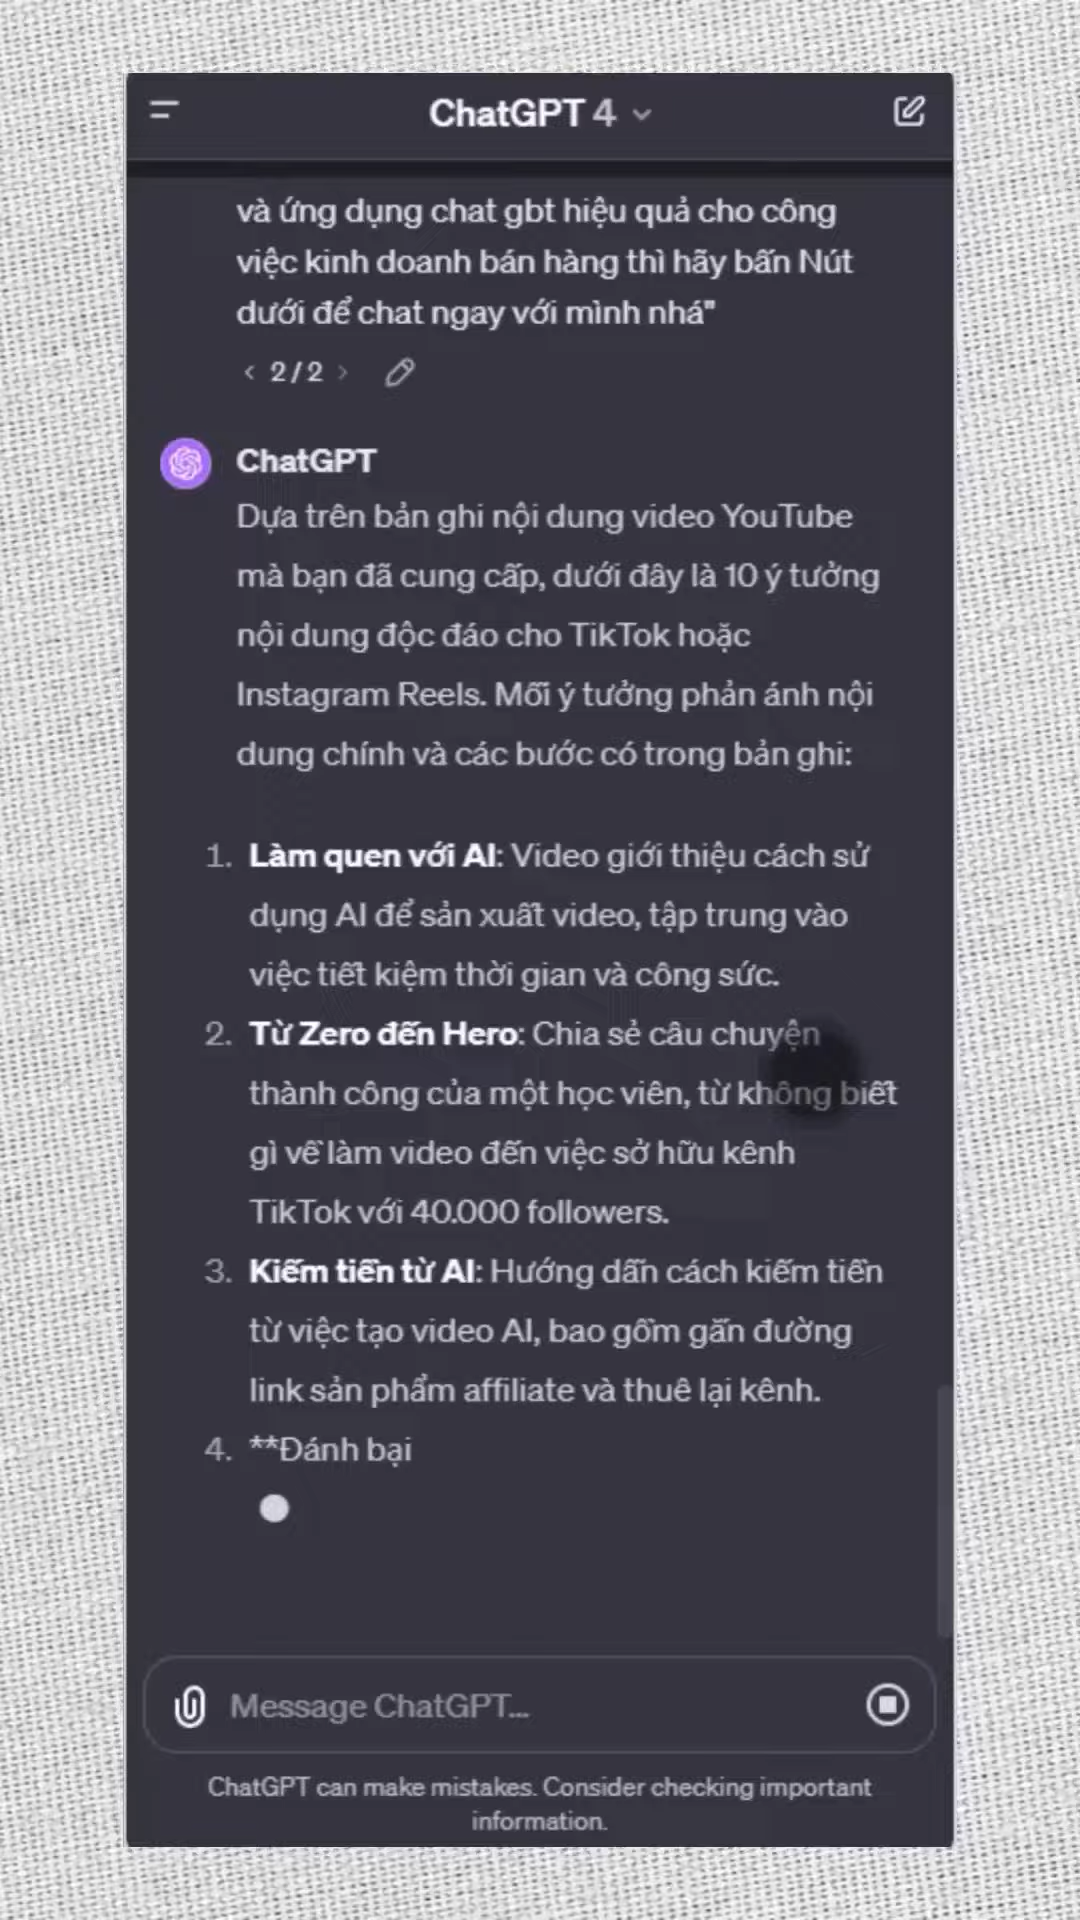 ChatGPT 4
và ứng dụng chat gbt hiệu quả cho công
việc kinh doanh bán hàng thì hãy bấn Nút
dưới để chat ngay với mình nhá"
2/2
ChatGPT
Dựa trên bản ghi nội dung video YouTube
mà bạn đã cung cấp, dưới đây là 10 ý tưởng
nội dung độc đáo cho TikTok hoặc
Instagram Reels. Mỗi ý tưởng phản ánh nội
dung chính và các bước có trong bản ghi:
1. Làm quen với AI: Video giới thiệu cách sử
dụng AI để sản xuất video, tập trung vào
việc tiết kiệm thời gian và công sức.
2. Từ Zero đến Hero: Chia sẻ câu chuyện
thành công của một học viên, từ không biết
gì về làm video đến việc sở hữu kênh
TikTok với 40.000 followers.
3. Kiếm tiền từ AI: Hướng dẫn cách kiếm tiền
từ việc tạo video AI, bao gồm gắn đường
link sản phẩm affiliate và thuê lại kênh.
4. **Đánh bại
Message ChatGPT...
ChatGPT can make mistakes. Consider checking important
information.